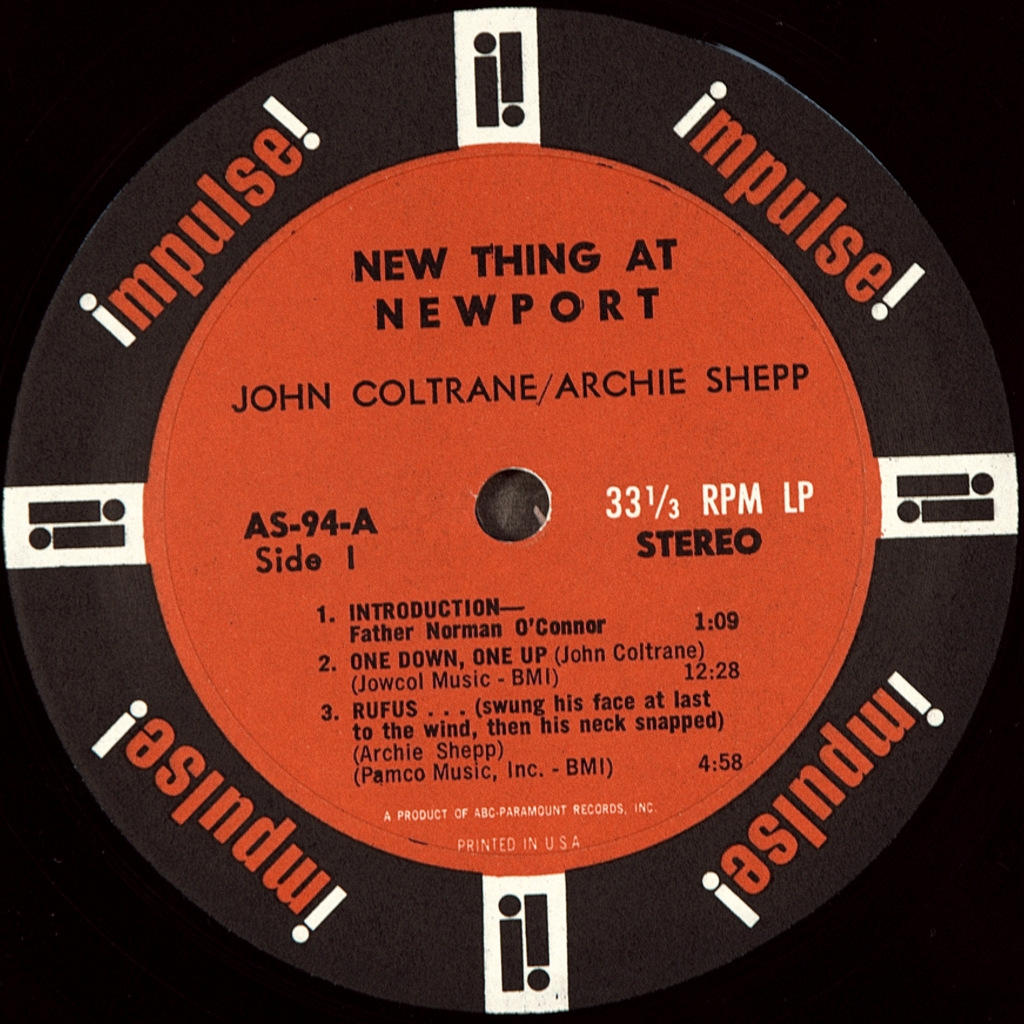 impulse!
impulse!
NEW THING AT
NEWPORT
JOHN COLTRANE/ARCHIE SHEPP
AS-94-A
Side 1
33 1/3 RPM LP
STEREO
1. INTRODUCTION—
Father Norman O'Connor 1:09
2. ONE DOWN, ONE UP (John Coltrane)
(Jowcol Music - BMI) 12:28
3. RUFUS . . . (swung his face at last
to the wind, then his neck snapped)
(Archie Shepp)
(Pamco Music, Inc. - BMI) 4:58
A PRODUCT OF ABC-PARAMOUNT RECORDS, INC.
PRINTED IN U.S.A.
impulse!
impulse!